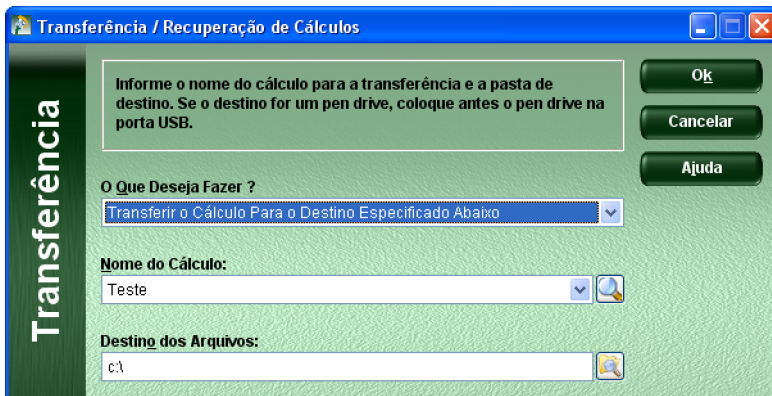 Transferência / Recuperação de Cálculos
Transferência
Informe o nome do cálculo para a transferência e a pasta de
destino. Se o destino for um pen drive, coloque antes o pen drive na
porta USB.
Ok
Cancelar
Ajuda
O Que Deseja Fazer ?
Transferir o Cálculo Para o Destino Especificado Abaixo
Nome do Cálculo:
Teste
Destino dos Arquivos:
c:\